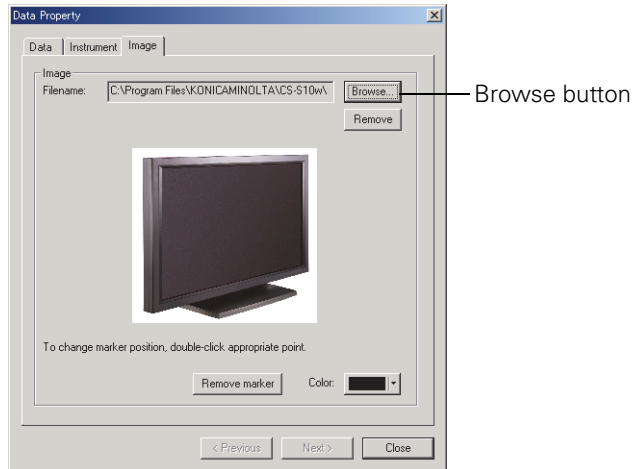 Data Property
Data Instrument Image
Image
Filename: C:\Program Files\KONICAMINOLTA\CS-S10w\ Browse...
Browse button
Remove
To change marker position, double-click appropriate point.
Remove marker Color:
< Previous Next > Close